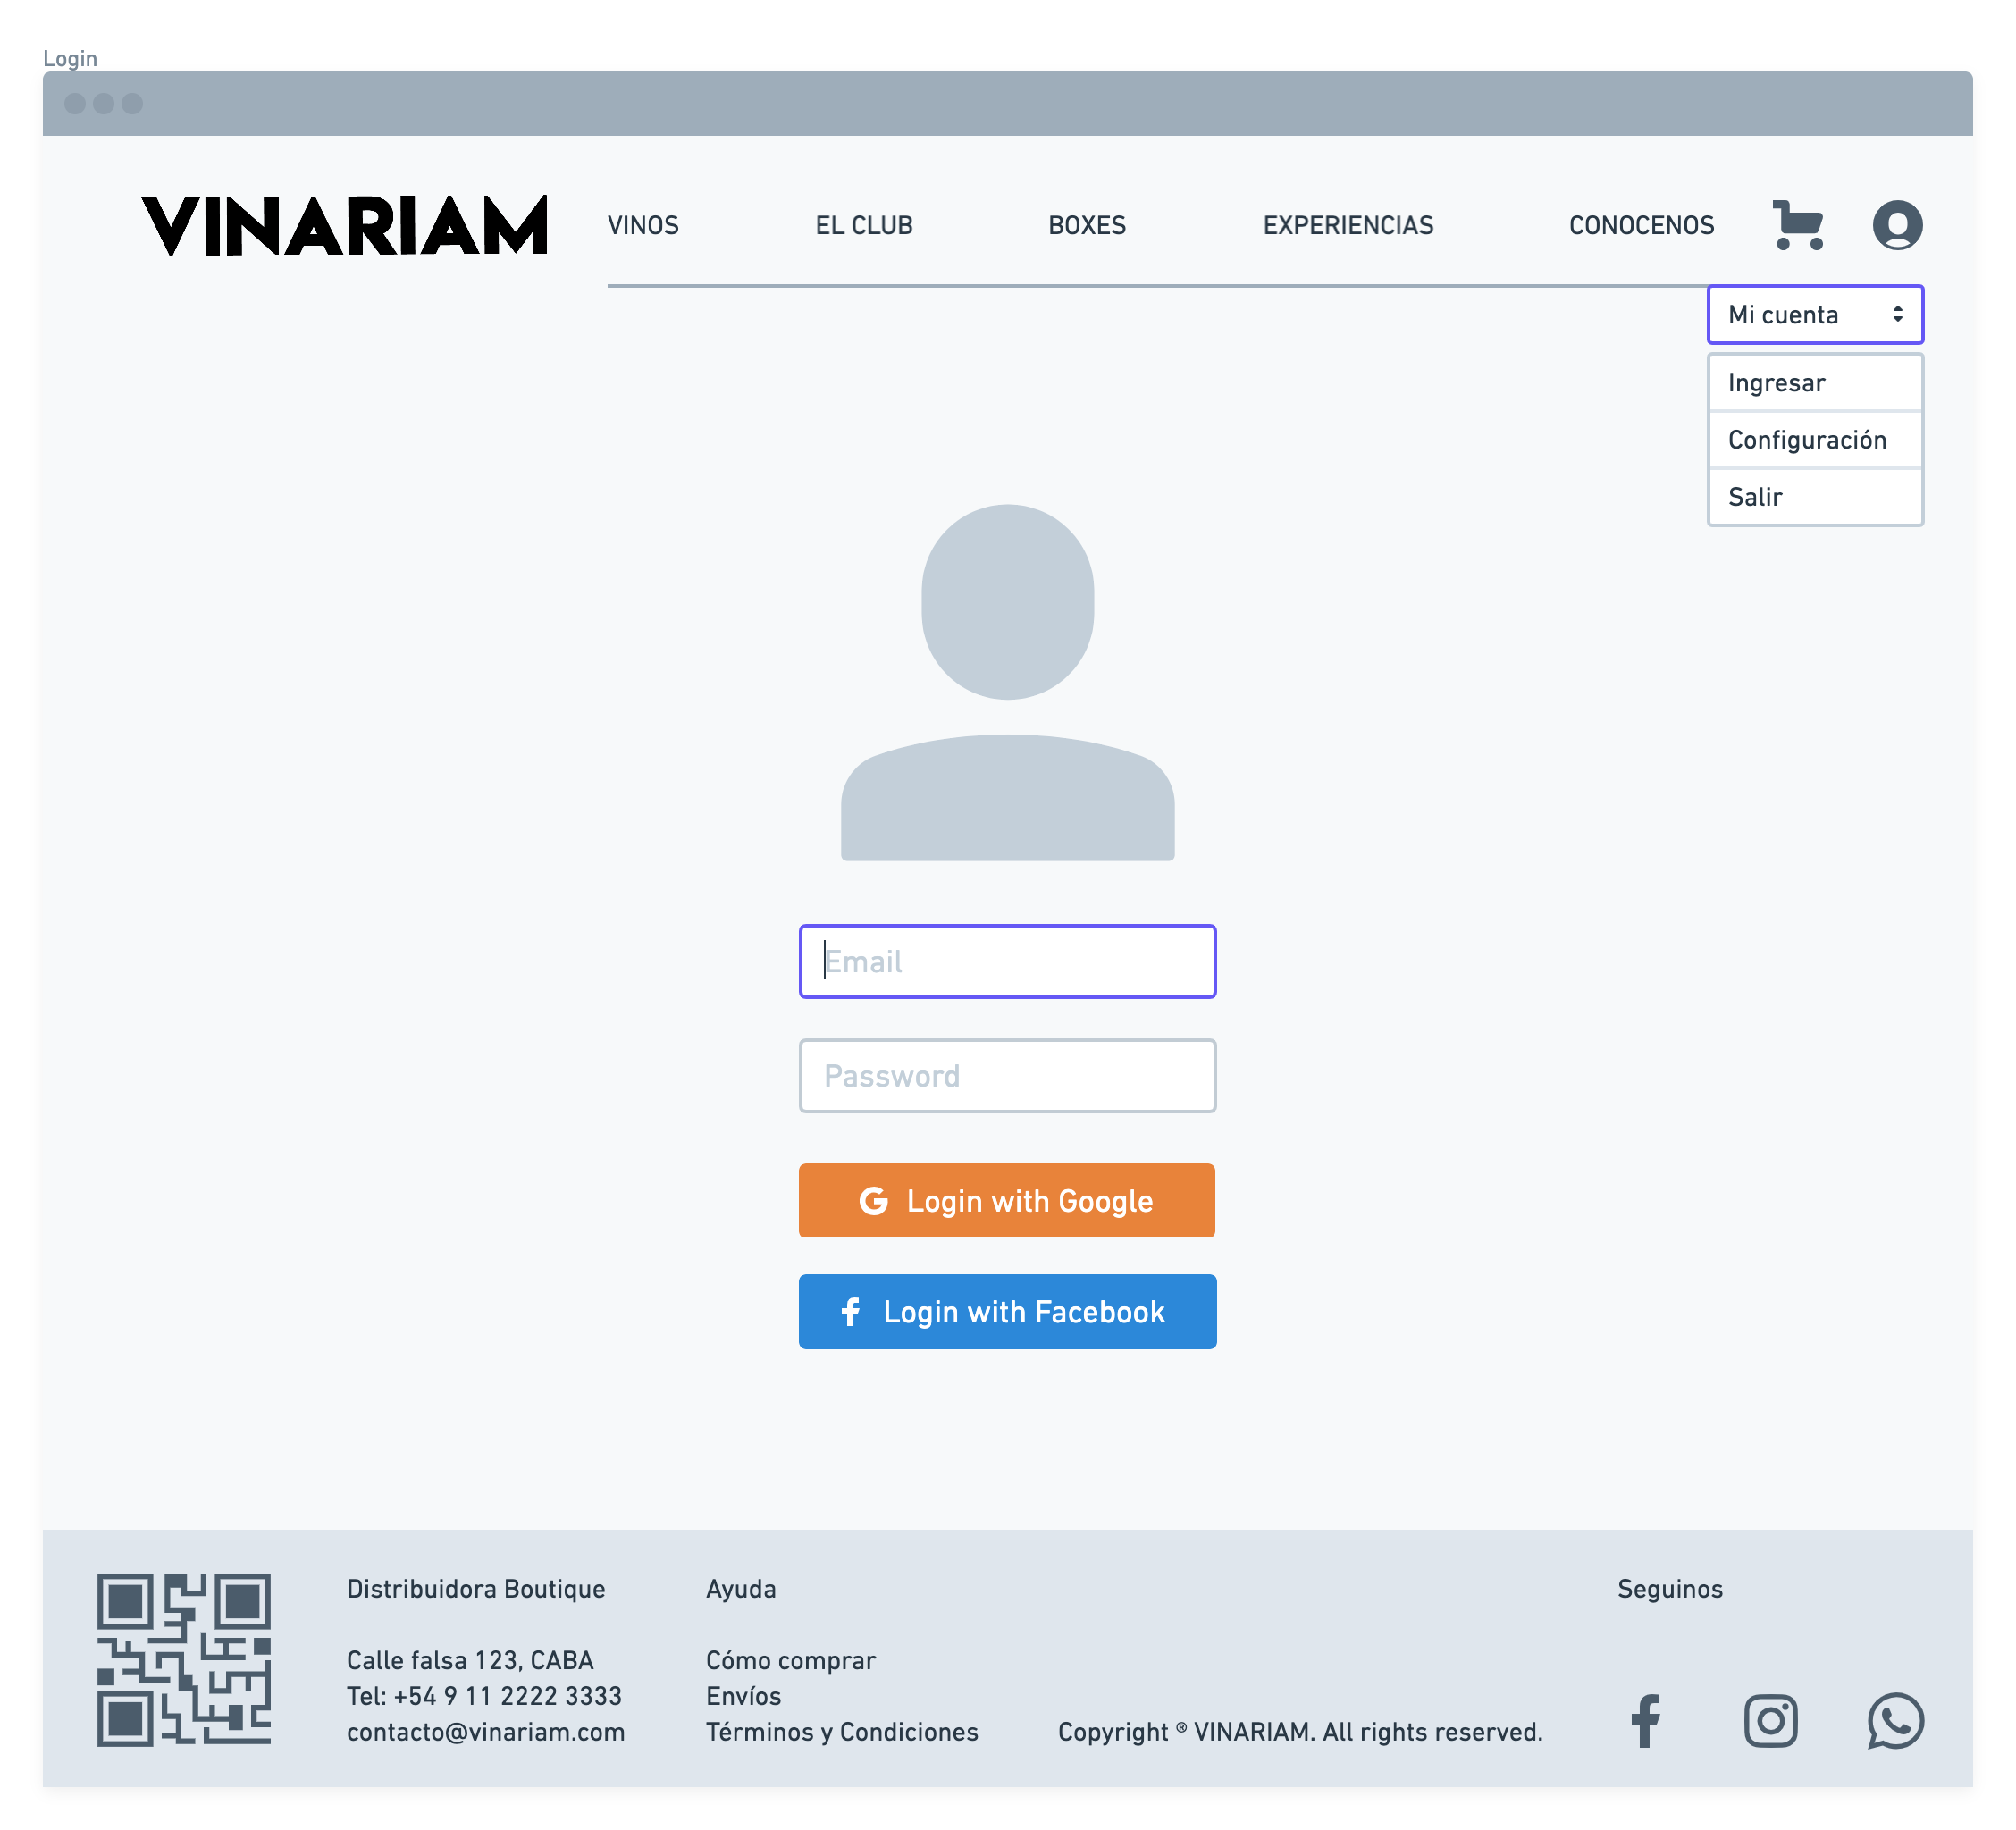 Login
VINARIAM
VINOS EL CLUB BOXES EXPERIENCIAS CONOCENOS
Mi cuenta
Ingresar
Configuración
Salir
Email
Password
Login with Google
Login with Facebook
Distribuidora Boutique
Calle falsa 123, CABA
Tel: +54 9 11 2222 3333
contacto@vinariam.com
Ayuda
Cómo comprar
Envíos
Términos y Condiciones
Copyright ® VINARIAM. All rights reserved.
Seguinos